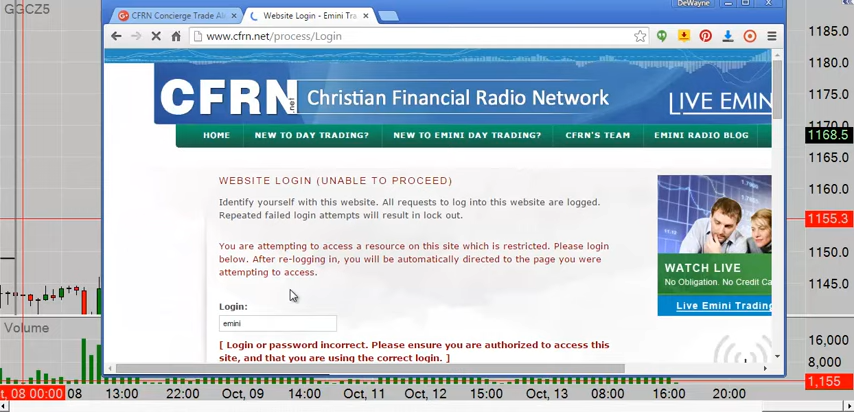 GGCZ5
CFRN Concierge Trade Al
Website Login - Emini Tra
DeWayne
www.cfrn.net/process/Login
CFRN.net Christian Financial Radio Network
LIVE EMIN
HOME NEW TO DAY TRADING? NEW TO EMINI DAY TRADING? CFRN'S TEAM EMINI RADIO BLOG
WEBSITE LOGIN (UNABLE TO PROCEED)
Identify yourself with this website. All requests to log into this website are logged.
Repeated failed login attempts will result in lock out.
You are attempting to access a resource on this site which is restricted. Please login
below. After re-logging in, you will be automatically directed to the page you were
attempting to access.
Login:
emini
[ Login or password incorrect. Please ensure you are authorized to access this
site, and that you are using the correct login. ]
WATCH LIVE
No Obligation. No Credit Ca
Live Emini Trading
1185.0
1180.0
1175.0
1170.0
1168.5
1165.0
1160.0
1155.3
1150.0
1145.0
Volume
16,000
8,000
1,155
t, 08 00:00 08 13:00 22:00 Oct, 09 14:00 Oct, 11 Oct, 12 15:00 Oct, 13 08:00 16:00 20:00